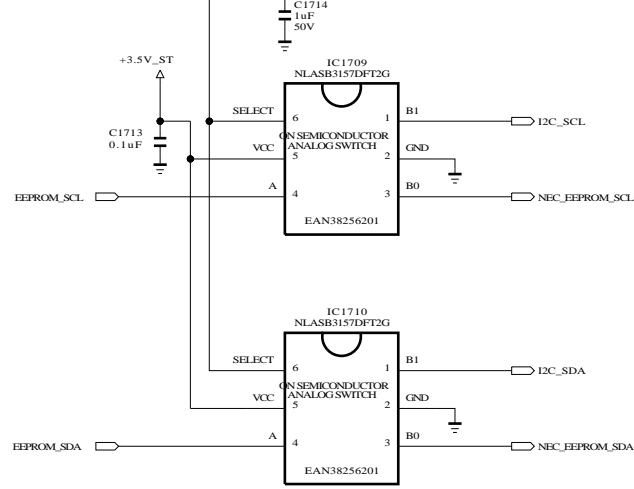 C1714
1uF
50V
+3.5V_ST
C1713
0.1uF
IC1709
NLASB3157DFT2G
SELECT
6
1
B1
I2C_SCL
ON SEMICONDUCTOR
ANALOG SWITCH
VCC
5
2
GND
EEPROM_SCL
A
4
3
B0
NEC_EEPROM_SCL
EAN38256201
IC1710
NLASB3157DFT2G
SELECT
6
1
B1
I2C_SDA
ON SEMICONDUCTOR
ANALOG SWITCH
VCC
5
2
GND
EEPROM_SDA
A
4
3
B0
NEC_EEPROM_SDA
EAN38256201